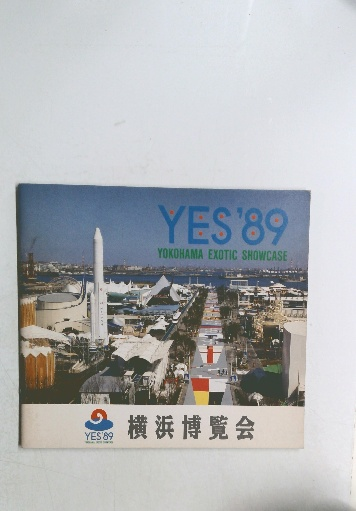 YES'89
YOKOHAMA EXOTIC SHOWCASE
YES'89
横浜博覧会